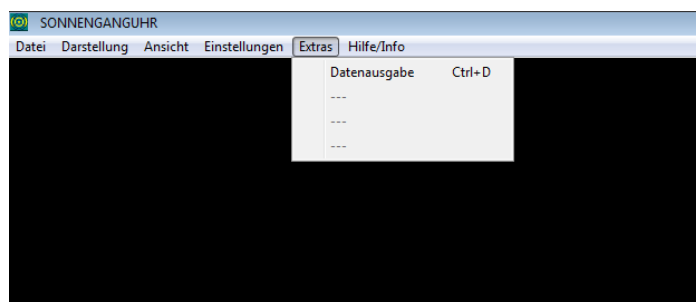 SONNENGANGUHR
Datei Darstellung Ansicht Einstellungen Extras Hilfe/Info
Datenausgabe Ctrl+D
---
---
---